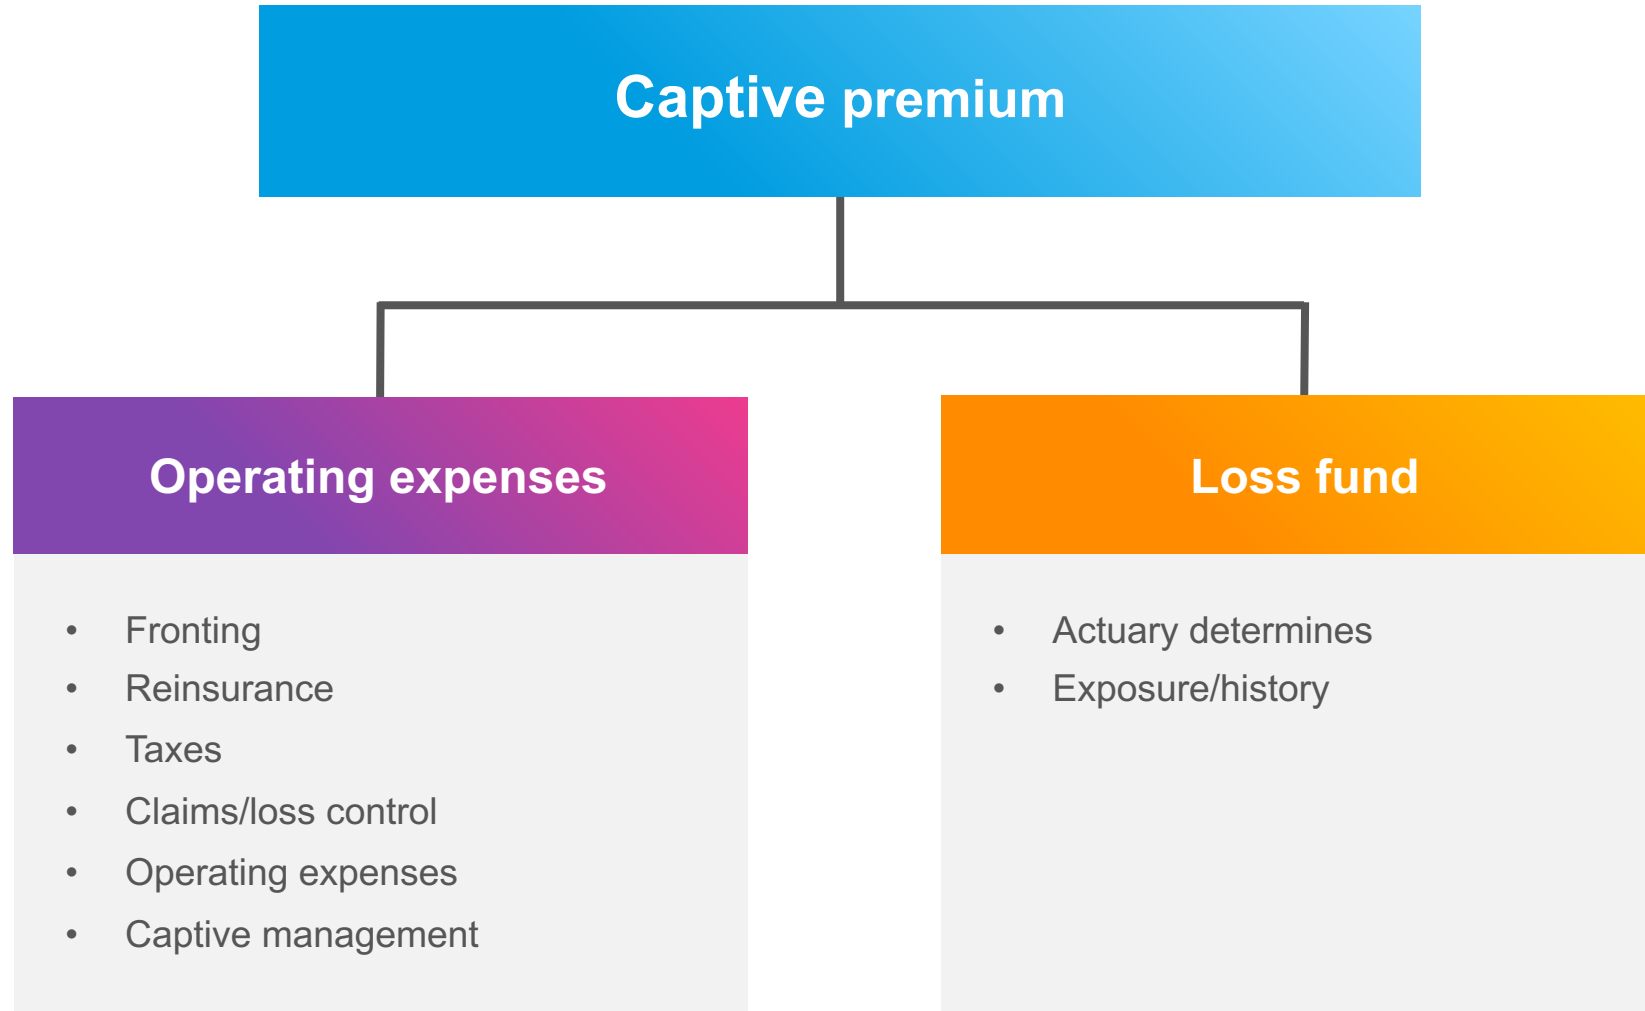 Captive premium
Operating expenses
• Fronting
• Reinsurance
• Taxes
• Claims/loss control
• Operating expenses
• Captive management
Loss fund
• Actuary determines
• Exposure/history